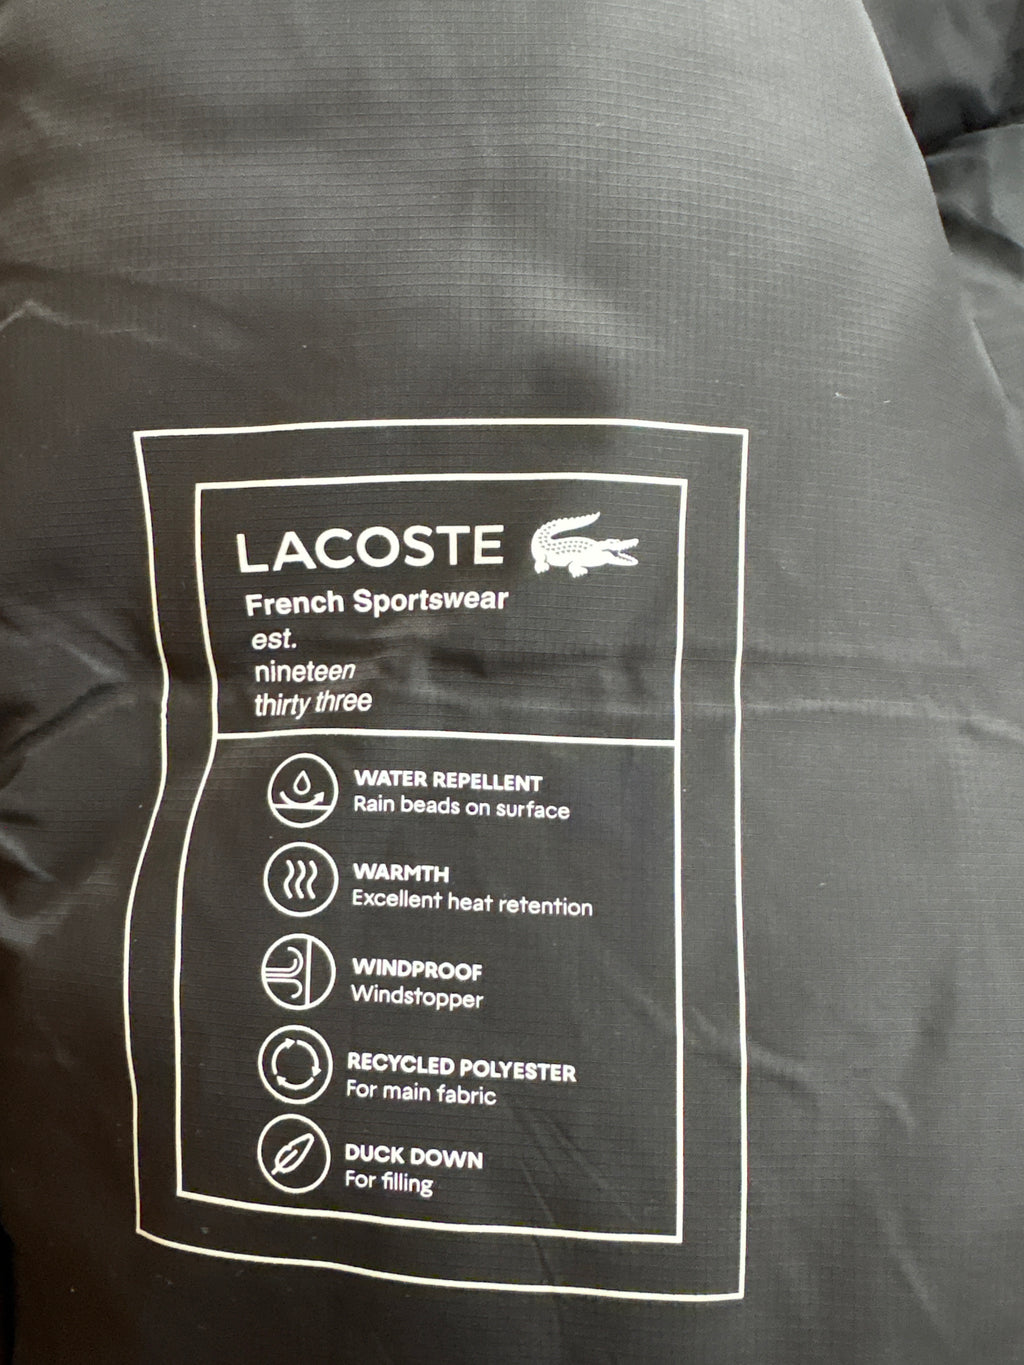 LACOSTE
French Sportswear
est.
nineteen
thirty three
WATER REPELLENT
Rain beads on surface
WARMTH
Excellent heat retention
WINDPROOF
Windstopper
RECYCLED POLYESTER
For main fabric
DUCK DOWN
For filling